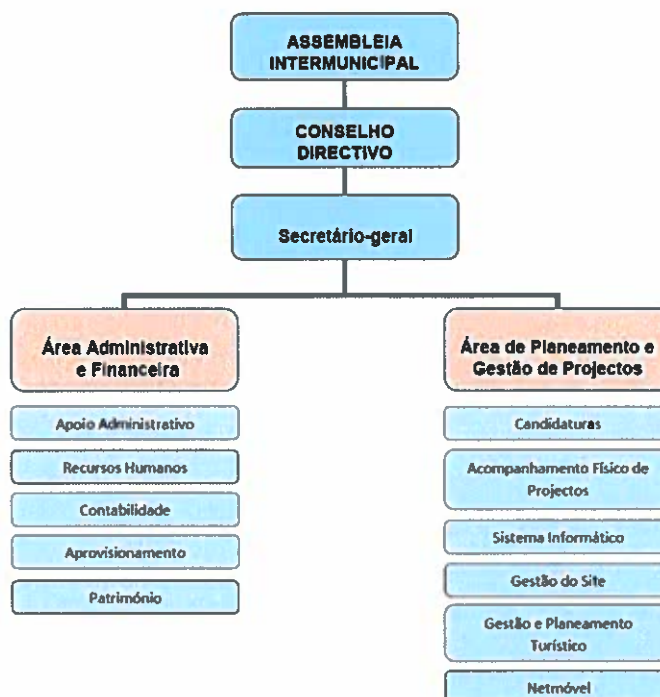 ASSEMBLEIA
INTERMUNICIPAL
CONSELHO
DIRECTIVO
Secretário-geral
Área Administrativa
e Financeira
Apoio Administrativo
Recursos Humanos
Contabilidade
Aprovisionamento
Património
Área de Planeamento e
Gestão de Projectos
Candidaturas
Acompanhamento Físico de
Projectos
Sistema Informático
Gestão do Site
Gestão e Planeamento
Turístico
Netmóvel